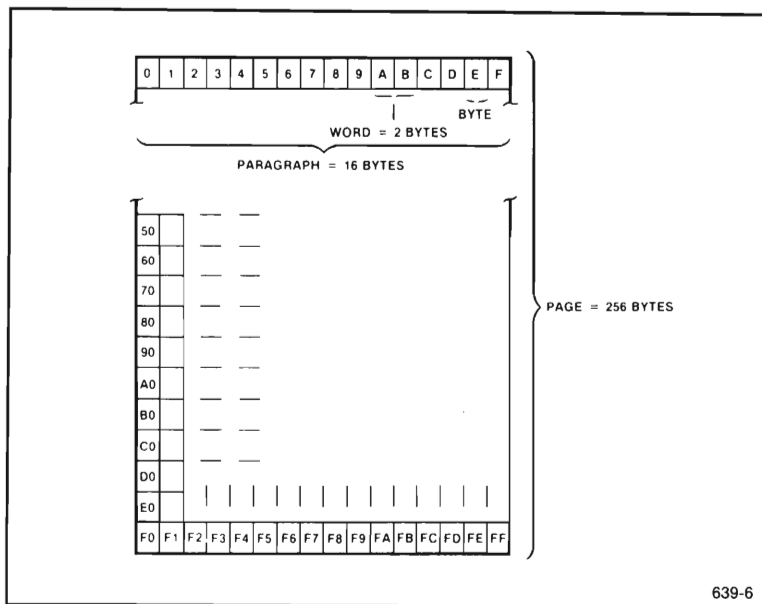 0 1 2 3 4 5 6 7 8 9 A B C D E F
BYTE
WORD = 2 BYTES
PARAGRAPH = 16 BYTES
50
60
70
80
PAGE = 256 BYTES
90
A0
B0
C0
D0
E0
F0 F1 F2 F3 F4 F5 F6 F7 F8 F9 FA FB FC FD FE FF
639-6